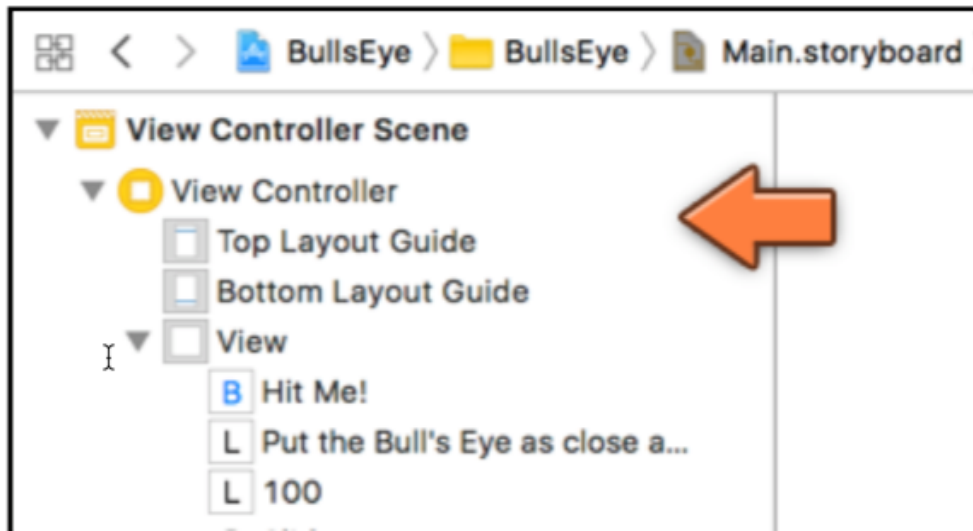 BullsEye 〉 BullsEye 〉 Main.storyboard
View Controller Scene
View Controller
Top Layout Guide
Bottom Layout Guide
View
B Hit Me!
L Put the Bull's Eye as close a...
L 100